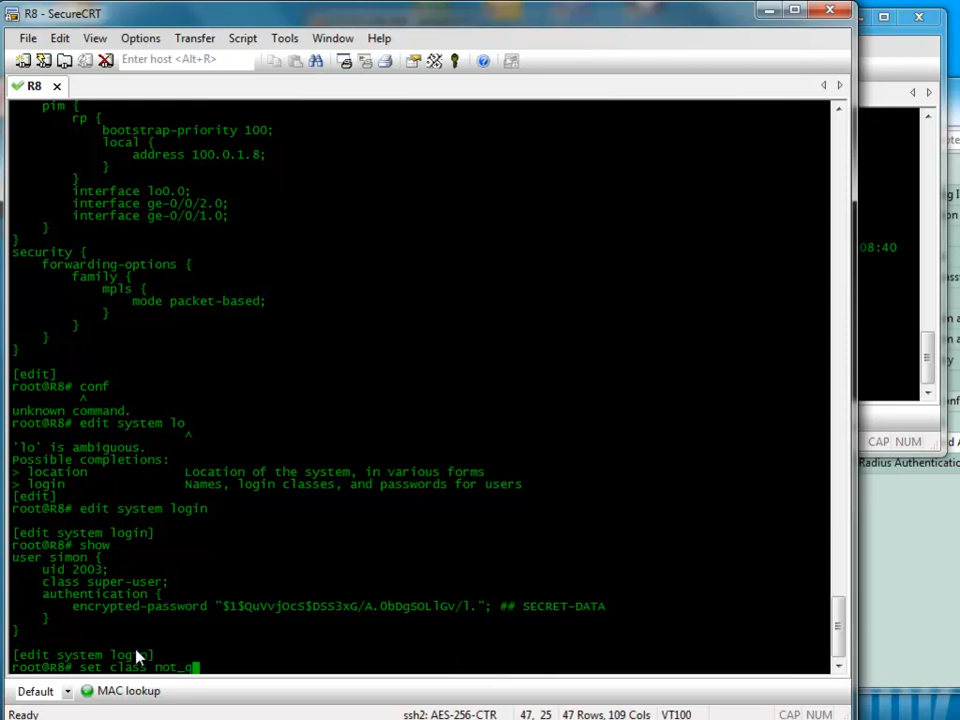 R8 - SecureCRT
File Edit View Options Transfer Script Tools Window Help
Enter host <Alt+R>
R8
pim {
rp {
bootstrap-priority 100;
local {
address 100.0.1.8;
}
}
interface lo0.0;
interface ge-0/0/2.0;
interface ge-0/0/1.0;
}
}
security {
forwarding-options {
family {
mpls {
mode packet-based;
}
}
}
}
[edit]
root@R8# conf
^
unknown command.
root@R8# edit system lo
^
'lo' is ambiguous.
Possible completions:
> location Location of the system, in various forms
> login Names, login classes, and passwords for users
[edit]
root@R8# edit system login
[edit system login]
root@R8# show
user simon {
uid 2003;
class super-user;
authentication {
encrypted-password "$1$QuVvjOcS$DSS3xG/A.ObDgSOLlGv/l."; ## SECRET-DATA
}
}
[edit system login]
root@R8# set class not_g
Default MAC lookup
Ready ssh2: AES-256-CTR 47, 25 47 Rows, 109 Cols VT100 CAP NUM
08:40
CAP NUM
Radius Authenticatio